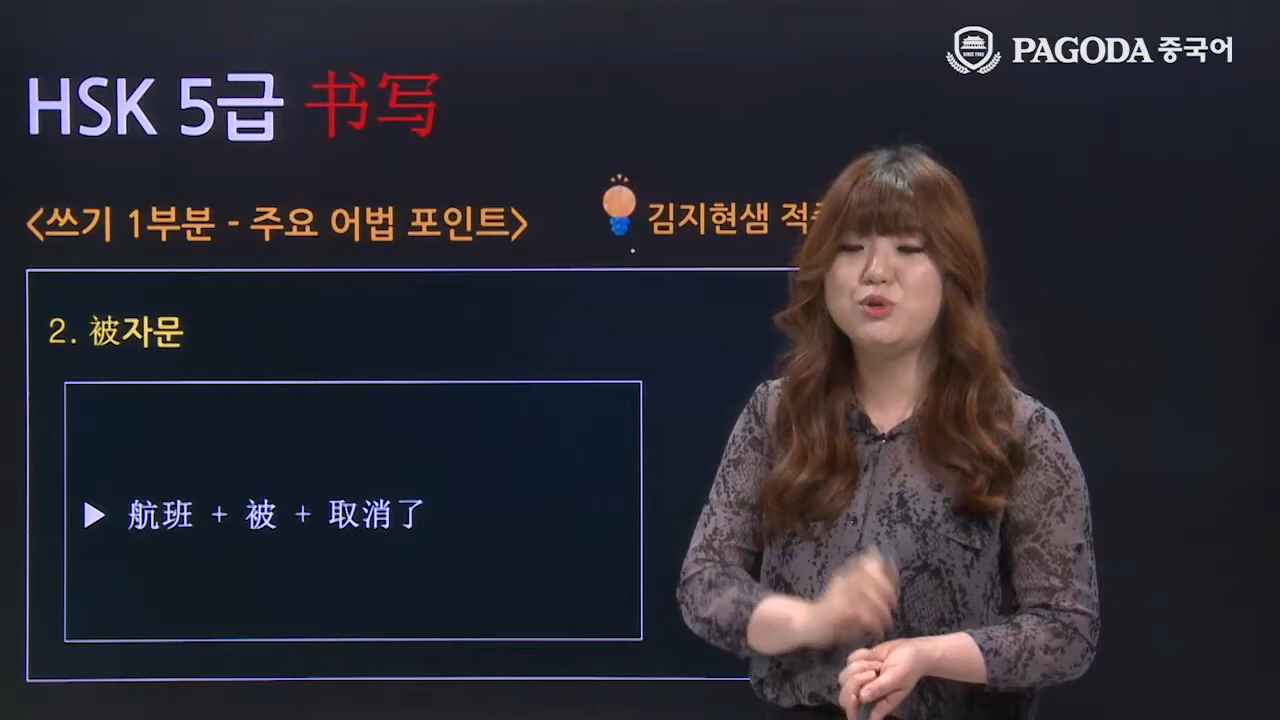 PAGODA 중국어
HSK 5급 书写
<쓰기 1부분 - 주요 어법 포인트>
김지현샘
2. 被자문
▶ 航班 + 被 + 取消了